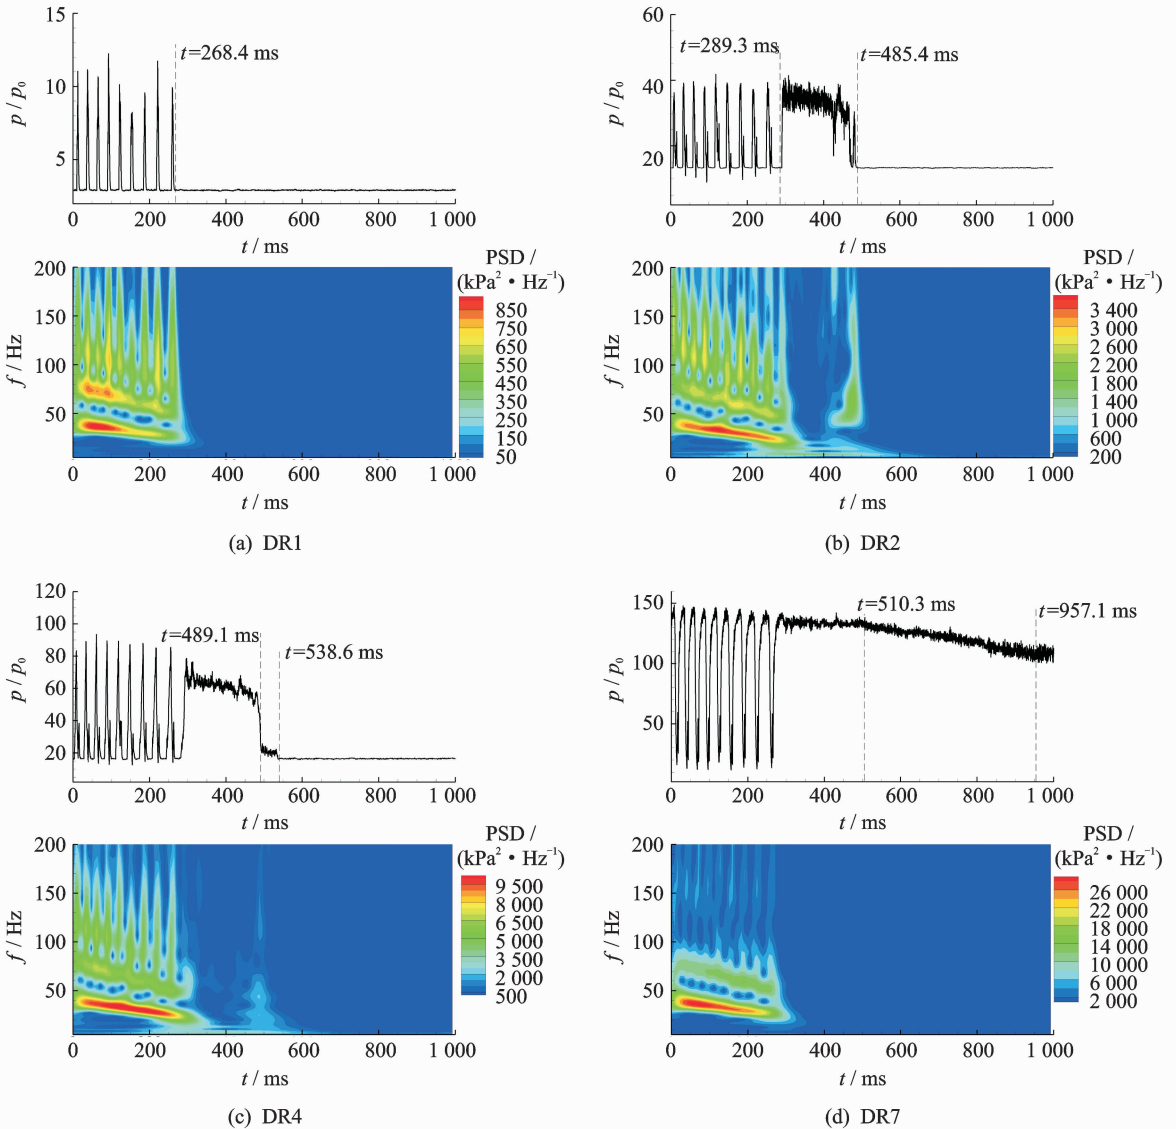 15
10
5
p / p₀
t=268.4 ms
0 200 400 600 800 1 000
t / ms
200
150
100
50
f / Hz
0 200 400 600 800 1 000
t / ms
PSD /
(kPa² • Hz⁻¹)
850
750
650
550
450
350
250
150
50
(a) DR1
60
40
20
p / p₀
t=289.3 ms
t=485.4 ms
0 200 400 600 800 1 000
t / ms
200
150
100
50
f / Hz
0 200 400 600 800 1 000
t / ms
PSD /
(kPa² • Hz⁻¹)
3 400
3 000
2 600
2 200
1 800
1 400
1 000
600
200
(b) DR2
120
100
80
60
40
20
p / p₀
t=489.1 ms
t=538.6 ms
0 200 400 600 800 1 000
t / ms
200
150
100
50
f / Hz
0 200 400 600 800 1 000
t / ms
PSD /
(kPa² • Hz⁻¹)
9 500
8 000
6 500
5 000
3 500
2 000
500
(c) DR4
150
100
50
p / p₀
t=510.3 ms
t=957.1 ms
0 200 400 600 800 1 000
t / ms
200
150
100
50
f / Hz
0 200 400 600 800 1 000
t / ms
PSD /
(kPa² • Hz⁻¹)
26 000
22 000
18 000
14 000
10 000
6 000
2 000
(d) DR7